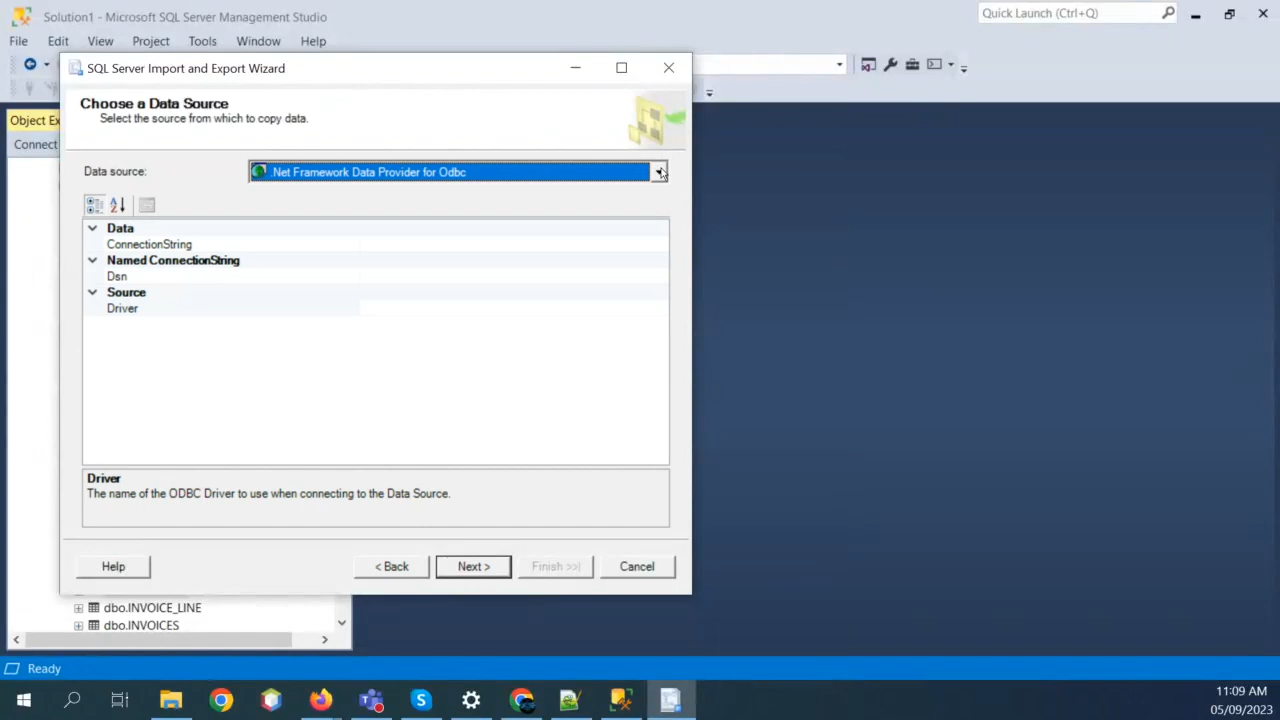 Solution1 - Microsoft SQL Server Management Studio
Quick Launch (Ctrl+Q)
File Edit View Project Tools Window Help
SQL Server Import and Export Wizard
Choose a Data Source
Select the source from which to copy data.
Object Ex
Connect
Data source:
.Net Framework Data Provider for Odbc
Data
ConnectionString
Named ConnectionString
Dsn
Source
Driver
Driver
The name of the ODBC Driver to use when connecting to the Data Source.
Help
< Back
Next >
Finish >>|
Cancel
dbo.INVOICE_LINE
dbo.INVOICES
Ready
11:09 AM
05/09/2023